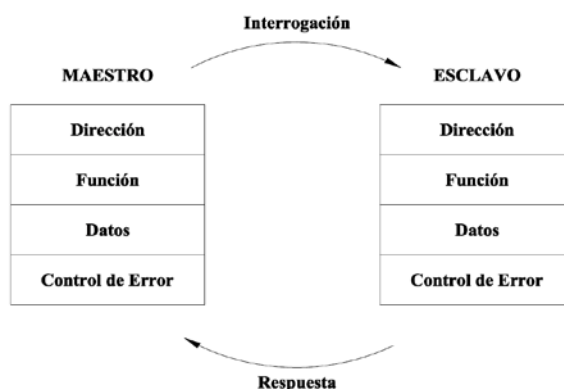 Interrogación
MAESTRO
ESCLAVO
Dirección
Dirección
Función
Función
Datos
Datos
Control de Error
Control de Error
Respuesta